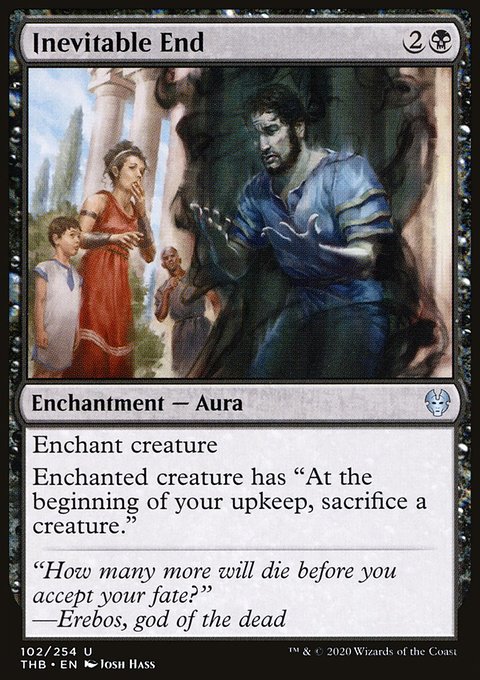 Inevitable End 2
Enchantment — Aura
Enchant creature
Enchanted creature has “At the
beginning of your upkeep, sacrifice a
creature.”
“How many more will die before you
accept your fate?”
—Erebos, god of the dead
102/254 U
THB • EN Josh Hass
™ & © 2020 Wizards of the Coast